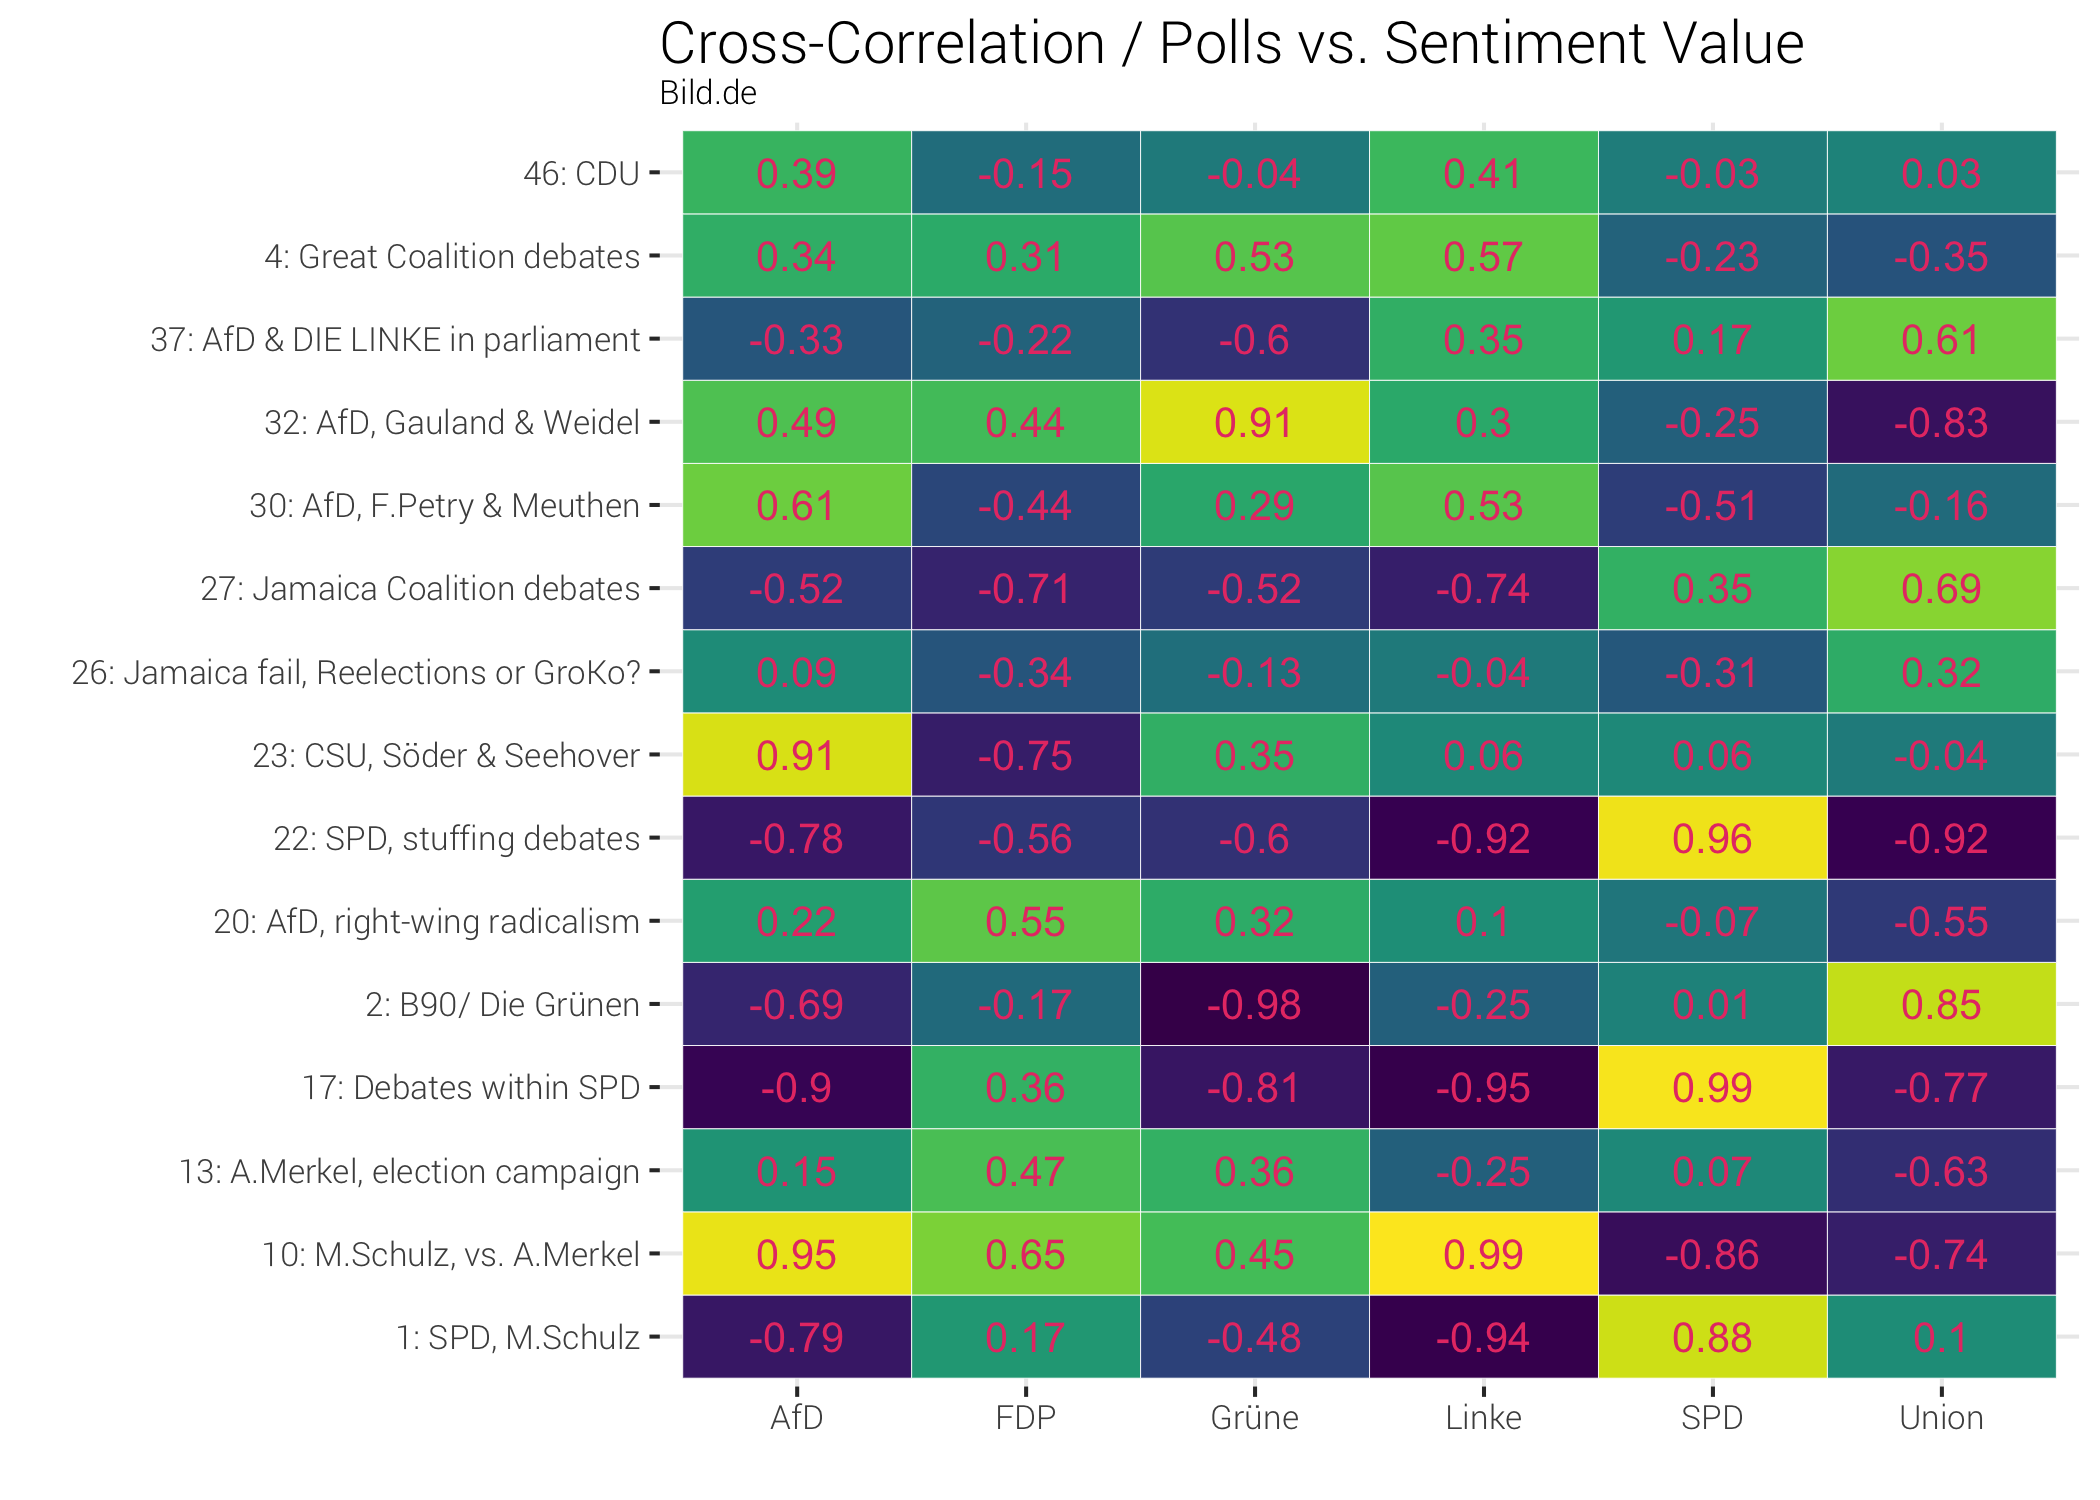 Cross-Correlation / Polls vs. Sentiment Value
Bild.de
46: CDU 0.39 -0.15 -0.04 0.41 -0.03 0.03
4: Great Coalition debates 0.34 0.31 0.53 0.57 -0.23 -0.35
37: AfD & DIE LINKE in parliament -0.33 -0.22 -0.6 0.35 0.17 0.61
32: AfD, Gauland & Weidel 0.49 0.44 0.91 0.3 -0.25 -0.83
30: AfD, F.Petry & Meuthen 0.61 -0.44 0.29 0.53 -0.51 -0.16
27: Jamaica Coalition debates -0.52 -0.71 -0.52 -0.74 0.35 0.69
26: Jamaica fail, Reelections or GroKo? 0.09 -0.34 -0.13 -0.04 -0.31 0.32
23: CSU, Söder & Seehover 0.91 -0.75 0.35 0.06 0.06 -0.04
22: SPD, stuffing debates -0.78 -0.56 -0.6 -0.92 0.96 -0.92
20: AfD, right-wing radicalism 0.22 0.55 0.32 0.1 -0.07 -0.55
2: B90/ Die Grünen -0.69 -0.17 -0.98 -0.25 0.01 0.85
17: Debates within SPD -0.9 0.36 -0.81 -0.95 0.99 -0.77
13: A.Merkel, election campaign 0.15 0.47 0.36 -0.25 0.07 -0.63
10: M.Schulz, vs. A.Merkel 0.95 0.65 0.45 0.99 -0.86 -0.74
1: SPD, M.Schulz -0.79 0.17 -0.48 -0.94 0.88 0.1
AfD FDP Grüne Linke SPD Union